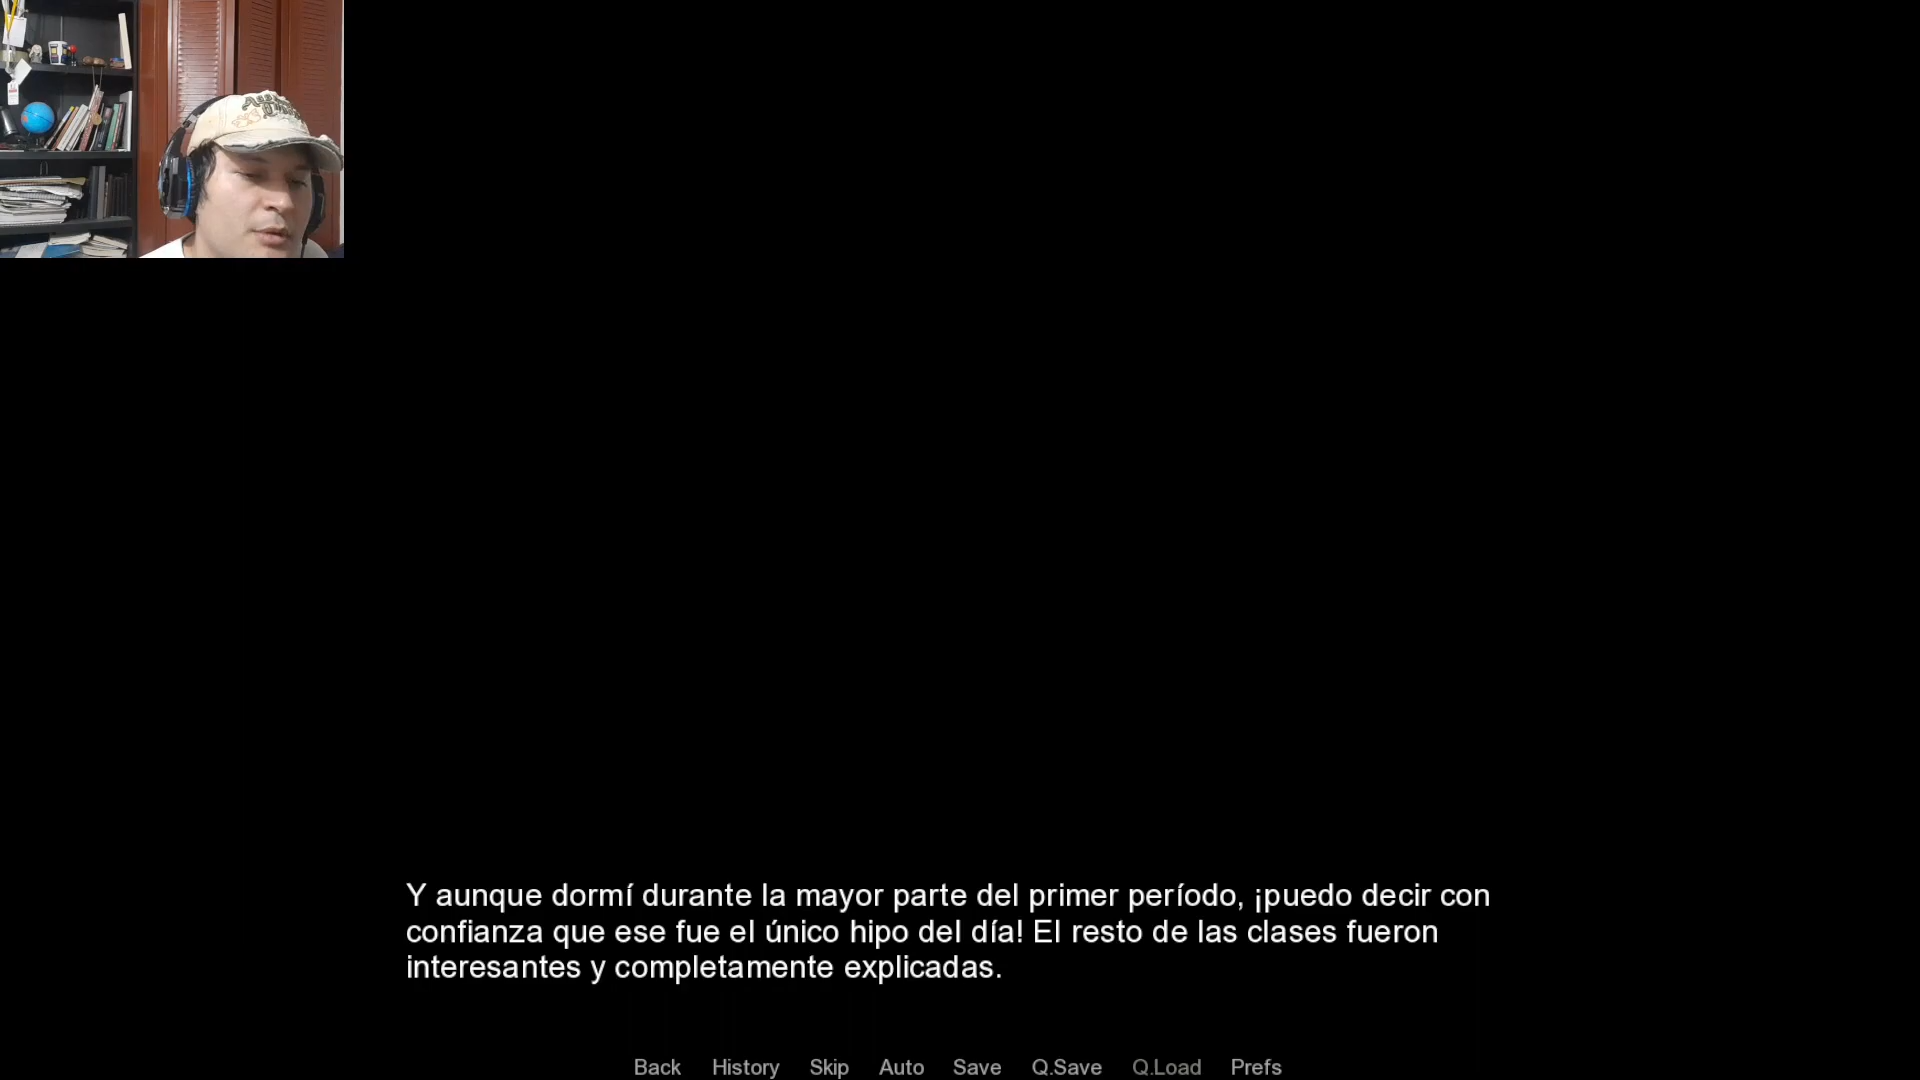 Y aunque dormí durante la mayor parte del primer período, ¡puedo decir con
confianza que ese fue el único hipo del día! El resto de las clases fueron
interesantes y completamente explicadas.
Back History Skip Auto Save Q.Save Q.Load Prefs